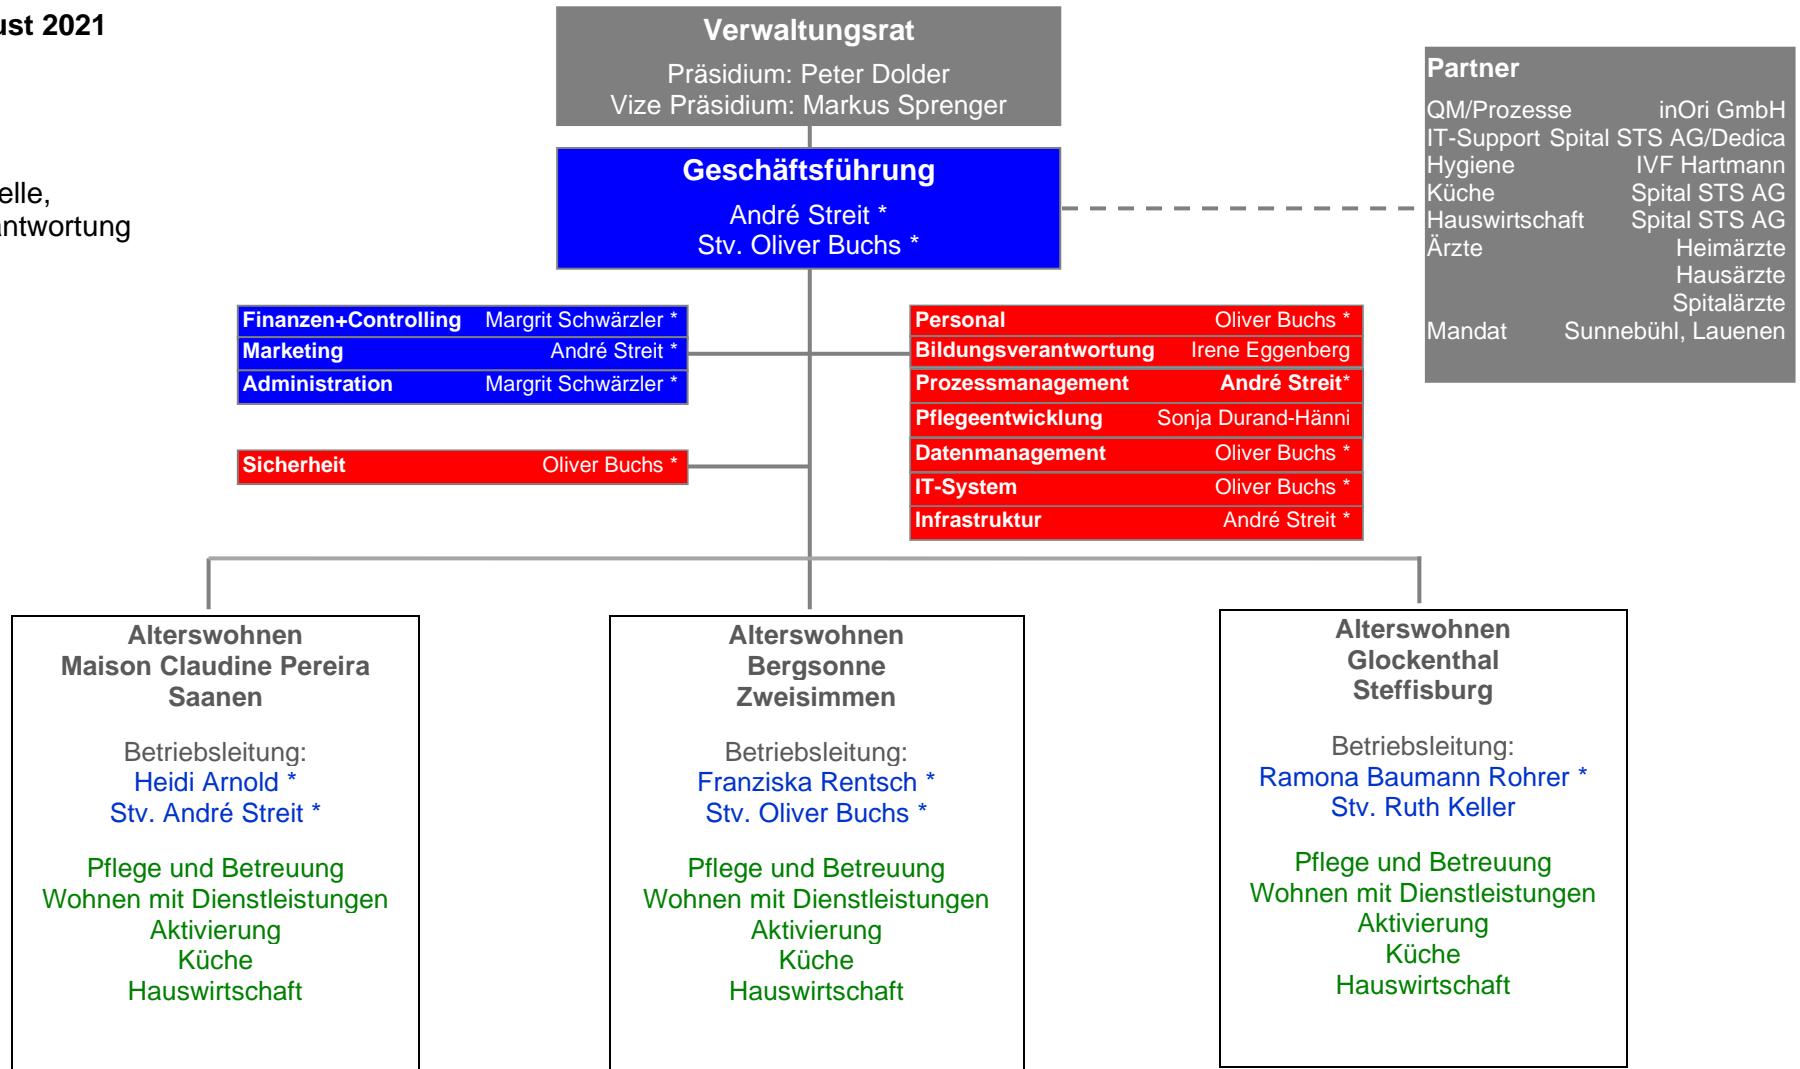 ust 2021
elle,
antwortung
Verwaltungsrat
Präsidium: Peter Dolder
Vize Präsidium: Markus Sprenger
Geschäftsführung
André Streit *
Stv. Oliver Buchs *
Partner
QM/Prozesse inOri GmbH
IT-Support Spital STS AG/Dedica
Hygiene IVF Hartmann
Küche Spital STS AG
Hauswirtschaft Spital STS AG
Ärzte Heimärzte
Hausärzte
Spitalärzte
Mandat Sunnebühl, Lauenen
Finanzen+Controlling Margrit Schwärzler *
Marketing André Streit *
Administration Margrit Schwärzler *
Sicherheit Oliver Buchs *
Personal Oliver Buchs *
Bildungsverantwortung Irene Eggenberg
Prozessmanagement André Streit*
Pflegeentwicklung Sonja Durand-Hänni
Datenmanagement Oliver Buchs *
IT-System Oliver Buchs *
Infrastruktur André Streit *
Alterswohnen
Maison Claudine Pereira
Saanen
Betriebsleitung:
Heidi Arnold *
Stv. André Streit *
Pflege und Betreuung
Wohnen mit Dienstleistungen
Aktivierung
Küche
Hauswirtschaft
Alterswohnen
Bergsonne
Zweisimmen
Betriebsleitung:
Franziska Rentsch *
Stv. Oliver Buchs *
Pflege und Betreuung
Wohnen mit Dienstleistungen
Aktivierung
Küche
Hauswirtschaft
Alterswohnen
Glockenthal
Steffisburg
Betriebsleitung:
Ramona Baumann Rohrer *
Stv. Ruth Keller
Pflege und Betreuung
Wohnen mit Dienstleistungen
Aktivierung
Küche
Hauswirtschaft